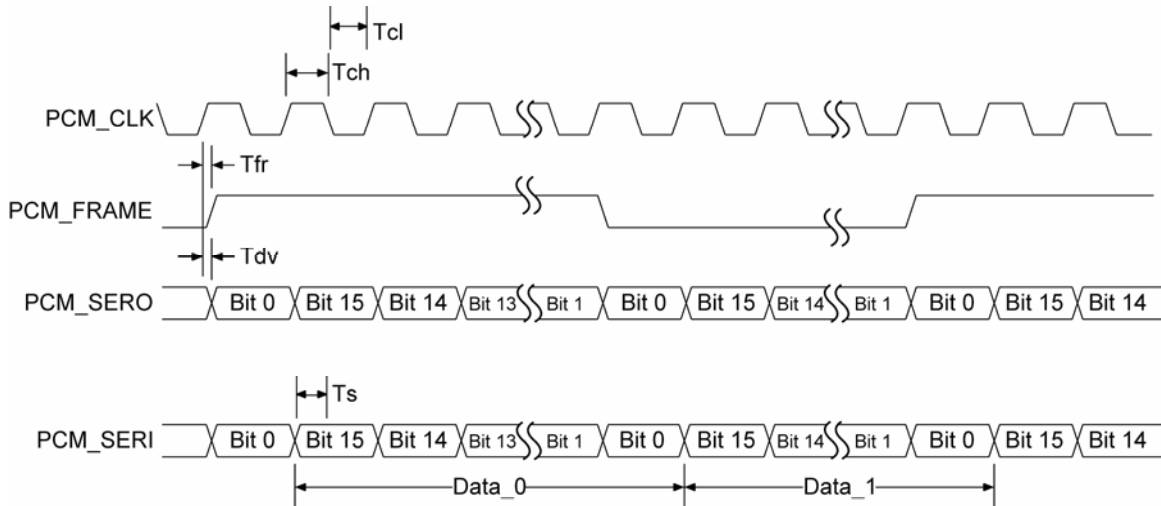 Tcl
Tch
PCM_CLK
Tfr
PCM_FRAME
Tdv
PCM_SERO Bit 0 Bit 15 Bit 14 Bit 13 Bit 1 Bit 0 Bit 15 Bit 14 Bit 1 Bit 0 Bit 15 Bit 14
Ts
PCM_SERI Bit 0 Bit 15 Bit 14 Bit 13 Bit 1 Bit 0 Bit 15 Bit 14 Bit 1 Bit 0 Bit 15 Bit 14
Data_0 Data_1